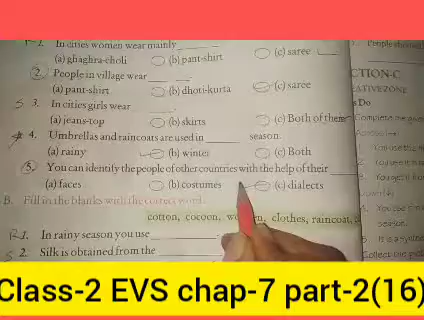 1. In cities women wear mainly
(a) ghaghra-choli (b) pant-shirt (c) saree
2. People in village wear
(a) pant-shirt (b) dhoti-kurta (c) saree
S 3. In cities girls wear
(a) jeans-top (b) skirts (c) Both of them
4. Umbrellas and raincoats are used in season.
(a) rainy (b) winter (c) Both
5. You can identify the people of other countries with the help of their
(a) faces (b) costumes (c) dialects
B. Fill in the blanks with the correct word.
cotton, cocoon, clothes, raincoat,
R 1. In rainy season you use
S 2. Silk is obtained from the
CTION-C
s Do
season.
Class-2 EVS chap-7 part-2(16)